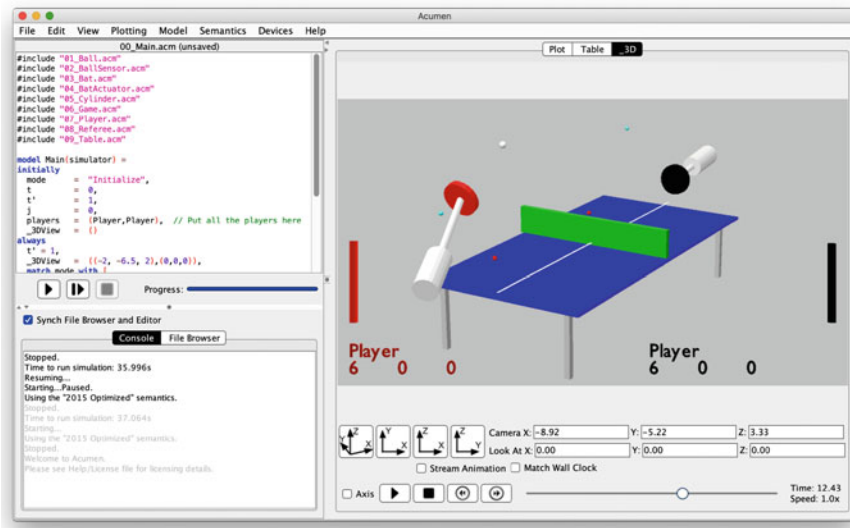 Acumen
File Edit View Plotting Model Semantics Devices Help
00_Main.acm (unsaved)
#include "01_Ball.acm"
#include "02_BallSensor.acm"
#include "03_Bat.acm"
#include "04_BatActuator.acm"
#include "05_Cylinder.acm"
#include "06_Game.acm"
#include "07_Player.acm"
#include "08_Referee.acm"
#include "09_Table.acm"
model Main(simulator) =
initially
mode = "Initialize",
t = 0,
t' = 1,
j = 0,
players = (Player,Player), // Put all the players here
_3DView = ()
always
t' = 1,
_3DView = ((-2, -6.5, 2),(0,0,0)),
match mode with [
Progress:
Synch File Browser and Editor
Console File Browser
Stopped.
Time to run simulation: 35.996s
Resuming...
Starting...Paused.
Using the "2015 Optimized" semantics.
Stopped.
Time to run simulation: 37.064s
Starting...
Using the "2015 Optimized" semantics.
Stopped.
Welcome to Acumen.
Please see Help/License file for licensing details.
Plot Table _3D
Player Player
6 0 0 6 0 0
Z Y X Y X Z X Z Y
Camera X: -8.92 Y: -5.22 Z: 3.33
Look At X: 0.00 Y: 0.00 Z: 0.00
Stream Animation Match Wall Clock
Axis
Time: 12.43
Speed: 1.0x